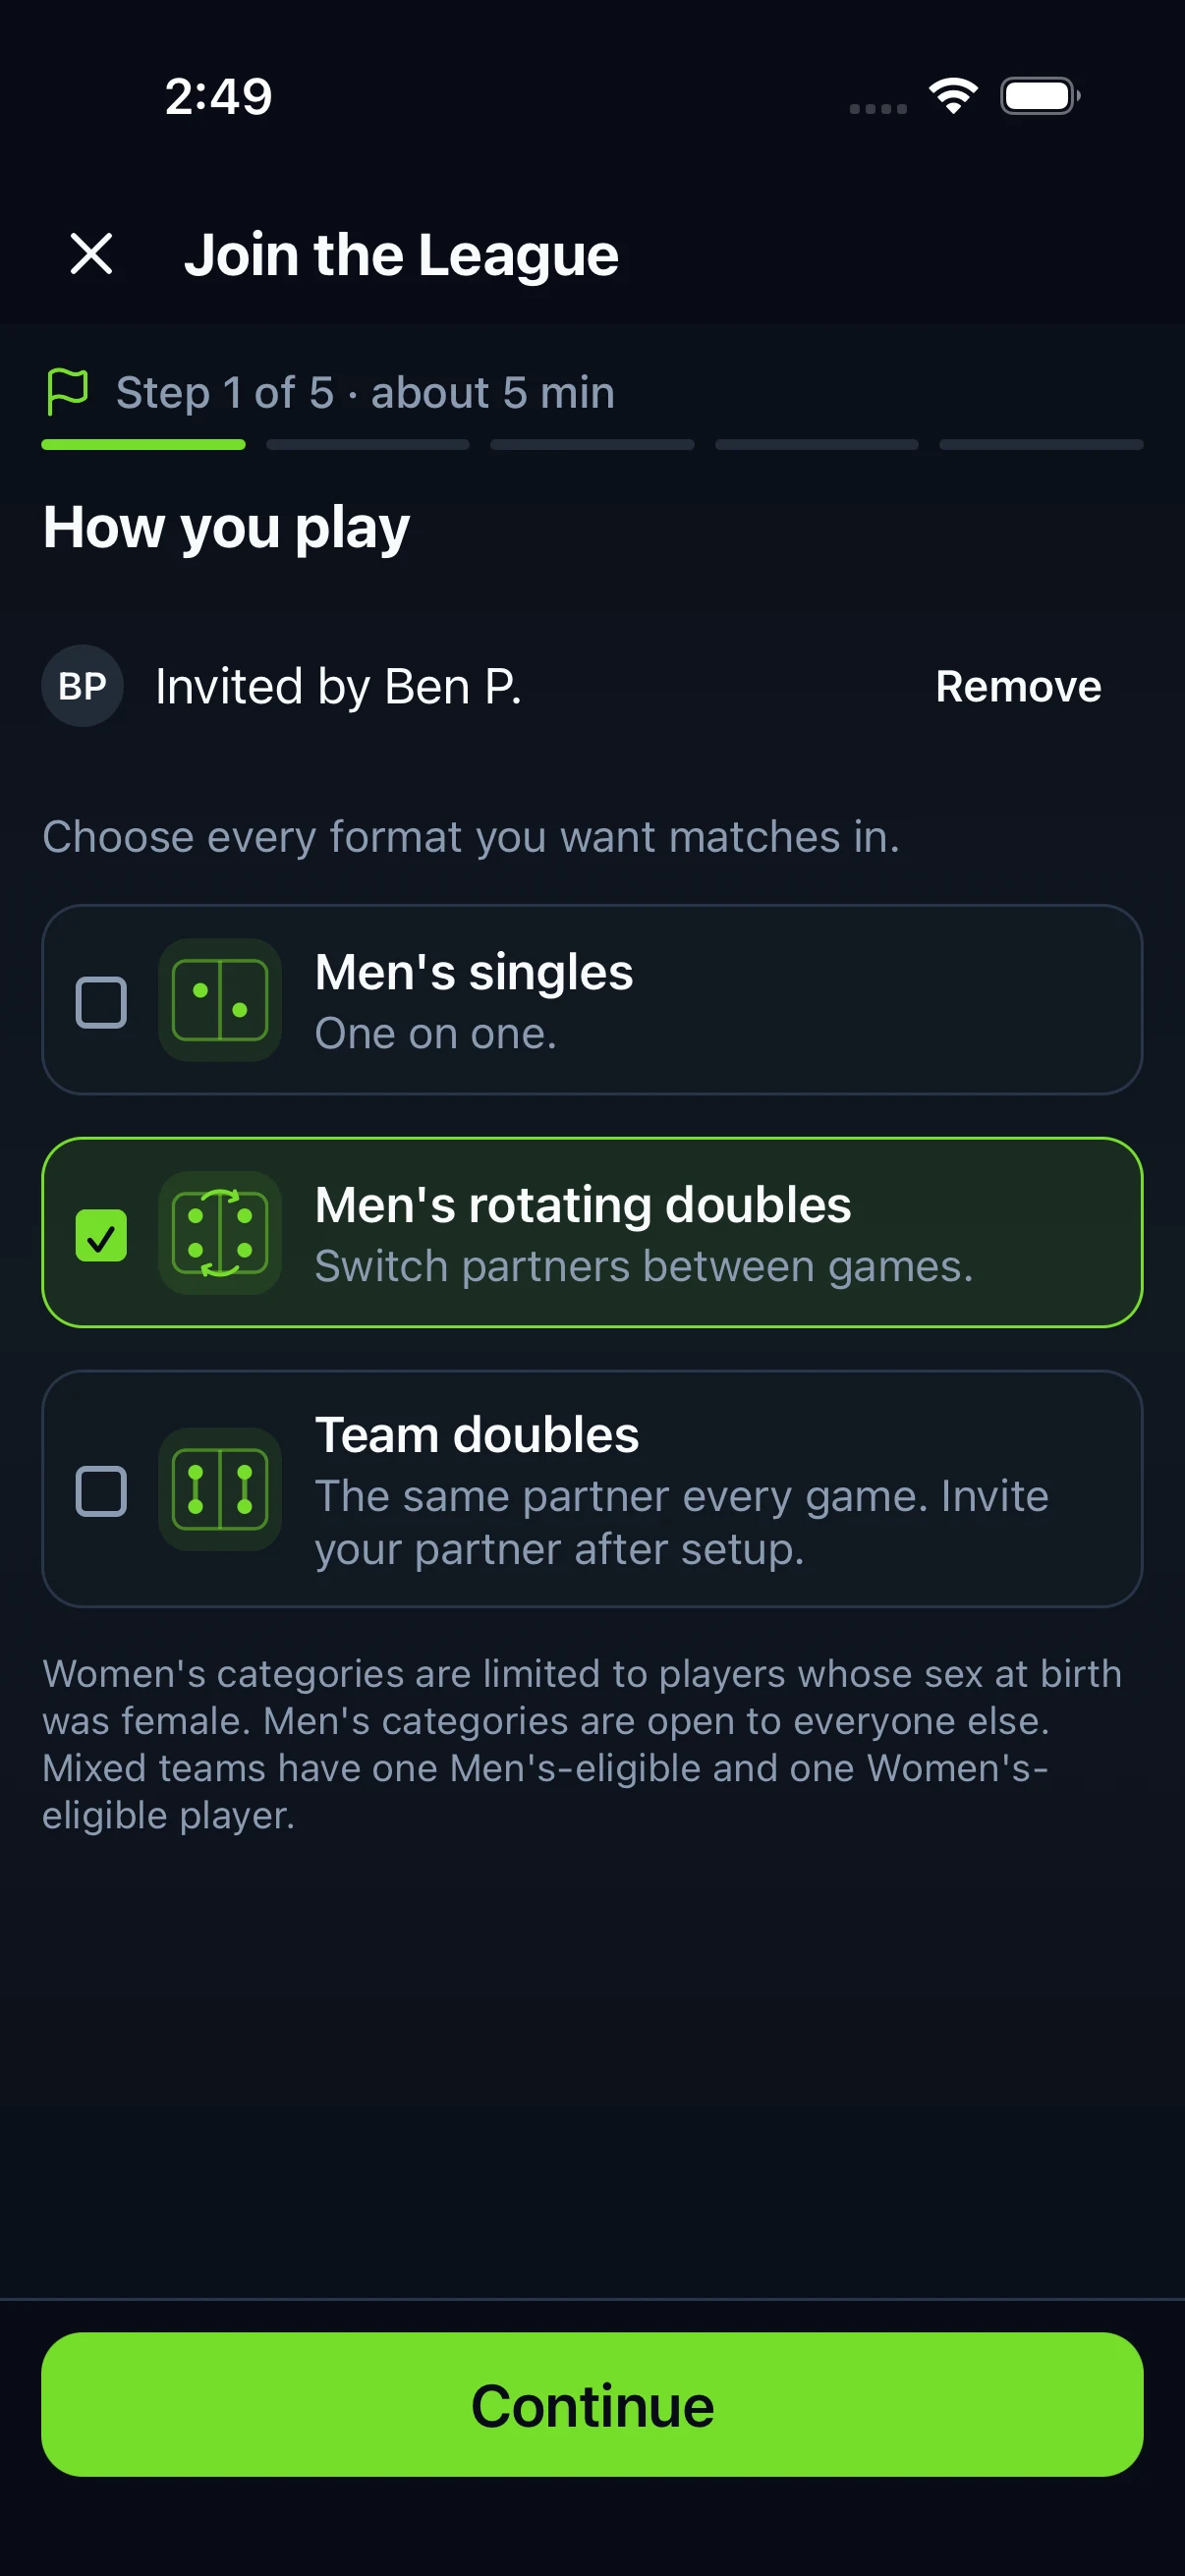 2:49
Join the League
Step 1 of 5 · about 5 min
How you play
BP Invited by Ben P. Remove
Choose every format you want matches in.
Men's singles
One on one.
Men's rotating doubles
Switch partners between games.
Team doubles
The same partner every game. Invite
your partner after setup.
Women's categories are limited to players whose sex at birth
was female. Men's categories are open to everyone else.
Mixed teams have one Men's-eligible and one Women's-
eligible player.
Continue